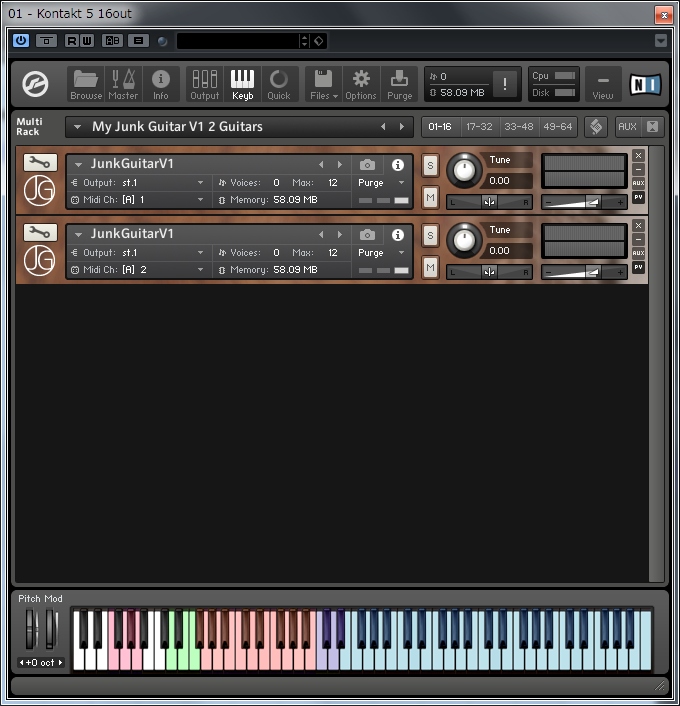 01 - Kontakt 5 16out
R W AB
Browse Master Info Output Keyb Quick Files Options Purge
0
58.09 MB
!
Cpu
Disk
View
NI
Multi
Rack
My Junk Guitar V1 2 Guitars
01-16 17-32 33-48 49-64 AUX
JG
JunkGuitarV1
Output: st.1 Voices: 0 Max: 12 Purge
Midi Ch: [A] 1 Memory: 58.09 MB
S
M
Tune
0.00
L R
- +
AUX
PV
JG
JunkGuitarV1
Output: st.1 Voices: 0 Max: 12 Purge
Midi Ch: [A] 2 Memory: 58.09 MB
S
M
Tune
0.00
L R
- +
AUX
PV
Pitch Mod
+0 oct